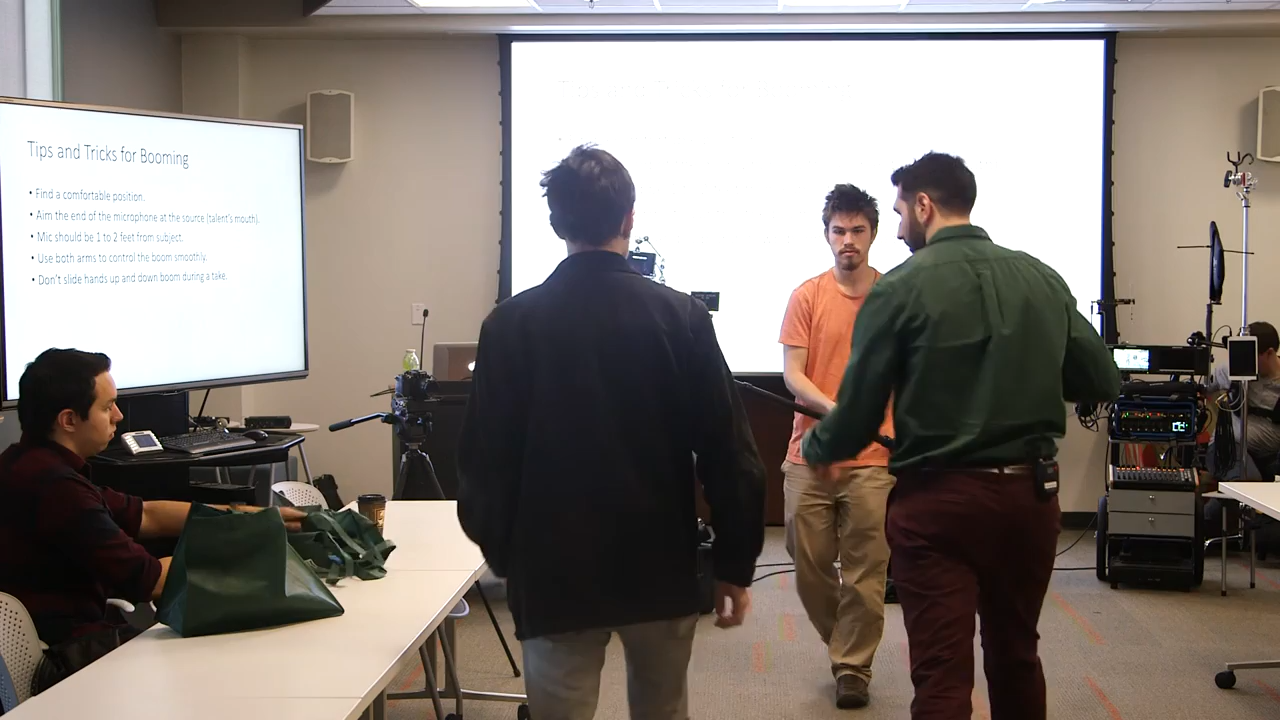 Tips and Tricks for Booming
• Find a comfortable position.
• Aim the end of the microphone at the source (talent's mouth).
• Mic should be 1 to 2 feet from subject.
• Use both arms to control the boom smoothly.
• Don't slide hands up and down boom during a take.